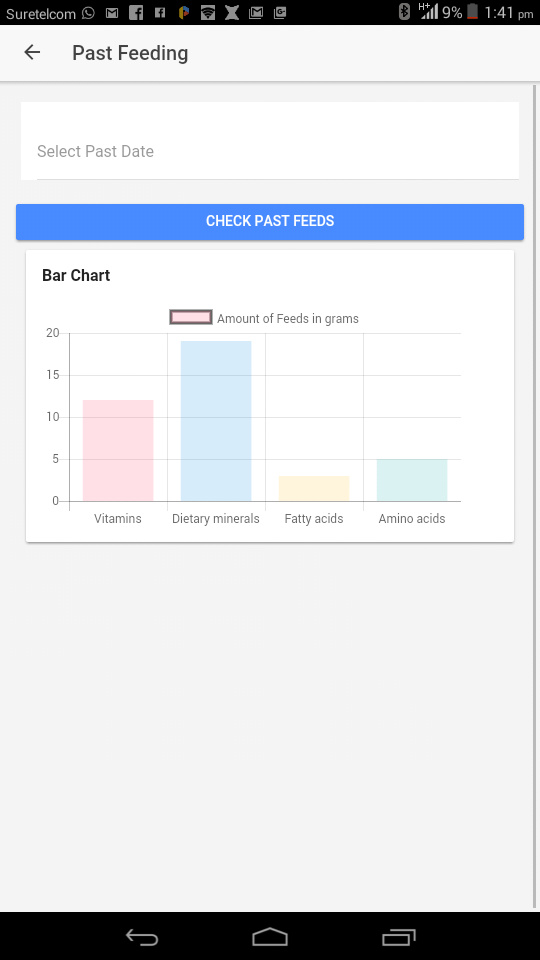 Suretelcom H+ 9% 1:41 pm
Past Feeding
Select Past Date
CHECK PAST FEEDS
Bar Chart
Amount of Feeds in grams
20
15
10
5
0
Vitamins Dietary minerals Fatty acids Amino acids